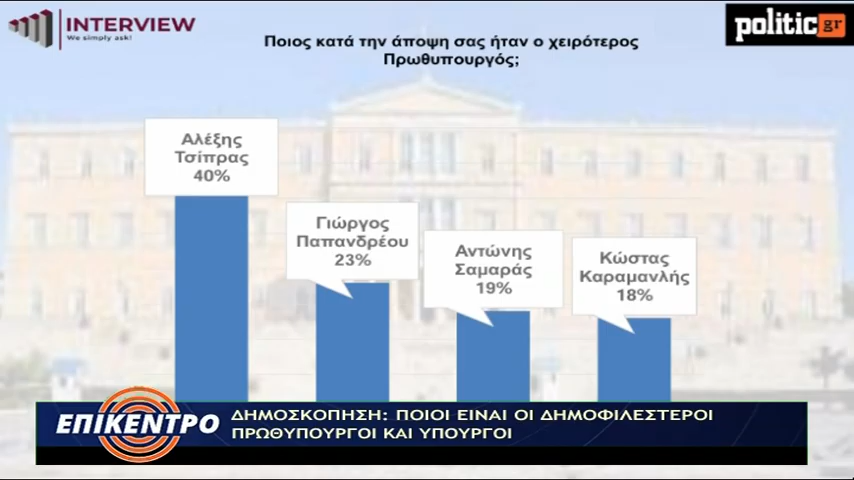 INTERVIEW
We simply ask!
politic gr
Ποιος κατά την άποψη σας ήταν ο χειρότερος
Πρωθυπουργός;
Αλέξης
Τσίπρας
40%
Γιώργος
Παπανδρέου
23%
Αντώνης
Σαμαράς
19%
Κώστας
Καραμανλής
18%
ΕΠΙΚΕΝΤΡΟ
ΔΗΜΟΣΚΟΠΗΣΗ: ΠΟΙΟΙ ΕΙΝΑΙ ΟΙ ΔΗΜΟΦΙΛΕΣΤΕΡΟΙ
ΠΡΩΘΥΠΟΥΡΓΟΙ ΚΑΙ ΥΠΟΥΡΓΟΙ